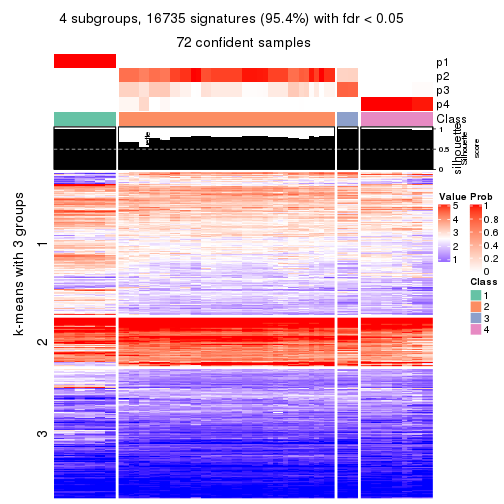 4 subgroups, 16735 signatures (95.4%) with fdr < 0.05
72 confident samples
p1
p2
p3
p4
Class
silhouette
Silhouette
score
1
0.5
0
k-means with 3 groups
1
2
3
Value
5
4
3
2
1
Prob
1
0.8
0.6
0.4
0.2
0
Class
1
2
3
4